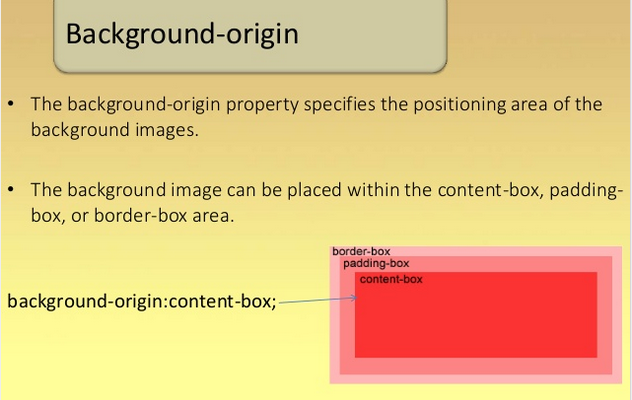 Background-origin
• The background-origin property specifies the positioning area of the
background images.
• The background image can be placed within the content-box, padding-
box, or border-box area.
border-box
padding-box
content-box
background-origin:content-box;